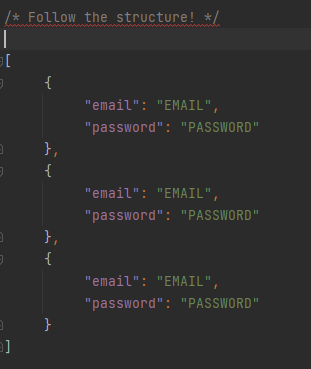 /* Follow the structure! */
[
{
"email": "EMAIL",
"password": "PASSWORD"
},
{
"email": "EMAIL",
"password": "PASSWORD"
},
{
"email": "EMAIL",
"password": "PASSWORD"
}
]